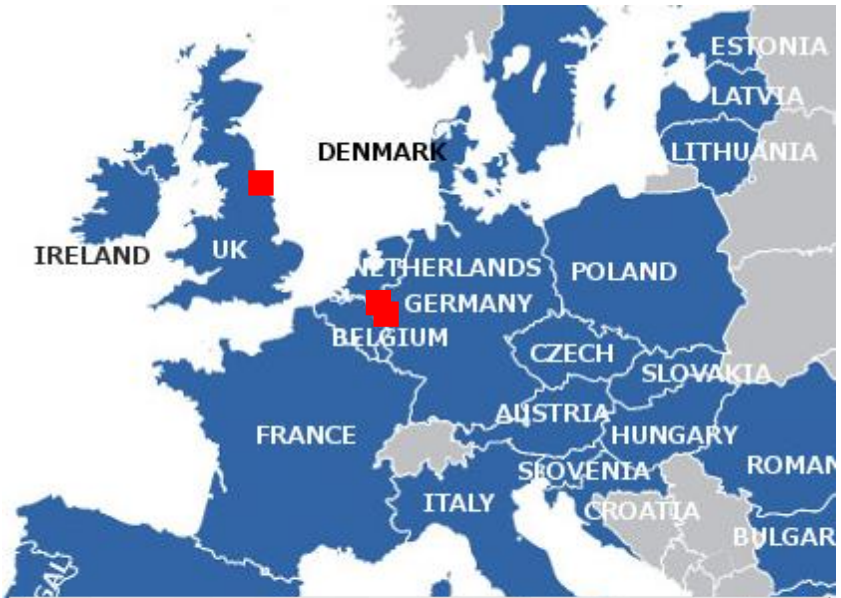 ESTONIA
LATVIA
DENMARK
LITHUANIA
IRELAND
UK
NETHERLANDS
POLAND
GERMANY
BELGIUM
CZECH
SLOVAKIA
AUSTRIA
FRANCE
HUNGARY
SLOVENIA
ROMAN
ITALY
CROATIA
BULGAR
GAL